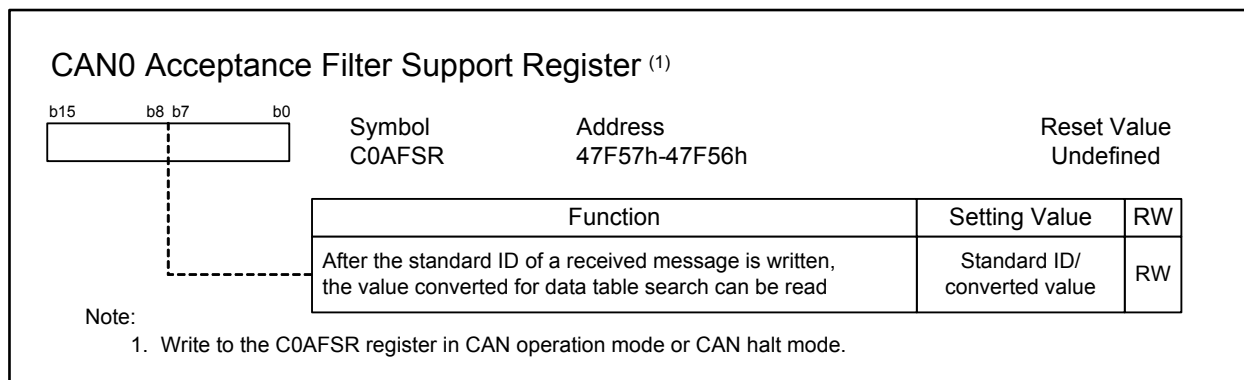 CAN0 Acceptance Filter Support Register (1)
b15 b8 b7 b0
Symbol Address Reset Value
C0AFSR 47F57h-47F56h Undefined
Function Setting Value RW
After the standard ID of a received message is written,
the value converted for data table search can be read
Standard ID/
converted value
RW
Note:
1. Write to the C0AFSR register in CAN operation mode or CAN halt mode.